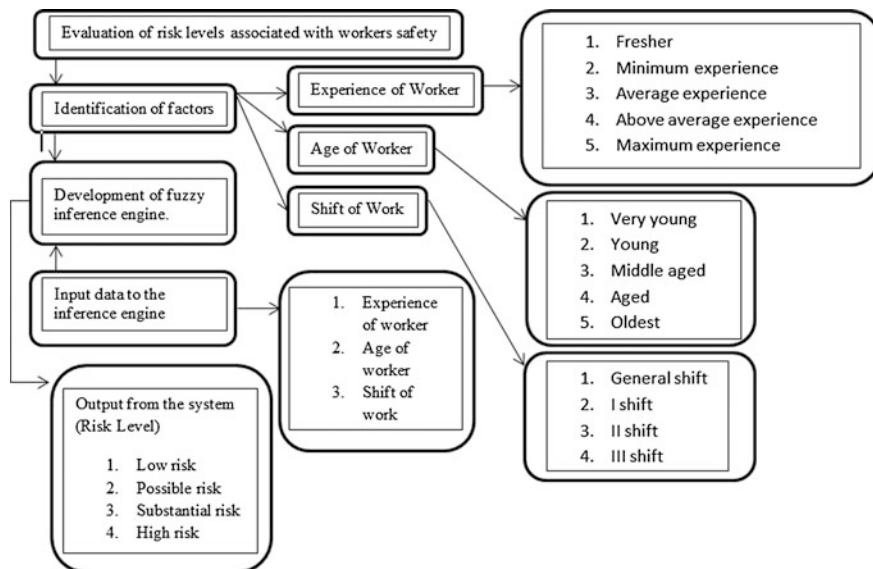 Evaluation of risk levels associated with workers safety
Identification of factors
Experience of Worker
Age of Worker
Shift of Work
1. Fresher
2. Minimum experience
3. Average experience
4. Above average experience
5. Maximum experience
Development of fuzzy
inference engine.
1. Very young
2. Young
3. Middle aged
4. Aged
5. Oldest
Input data to the
inference engine
1. Experience
of worker
2. Age of
worker
3. Shift of
work
1. General shift
2. I shift
3. II shift
4. III shift
Output from the system
(Risk Level)
1. Low risk
2. Possible risk
3. Substantial risk
4. High risk